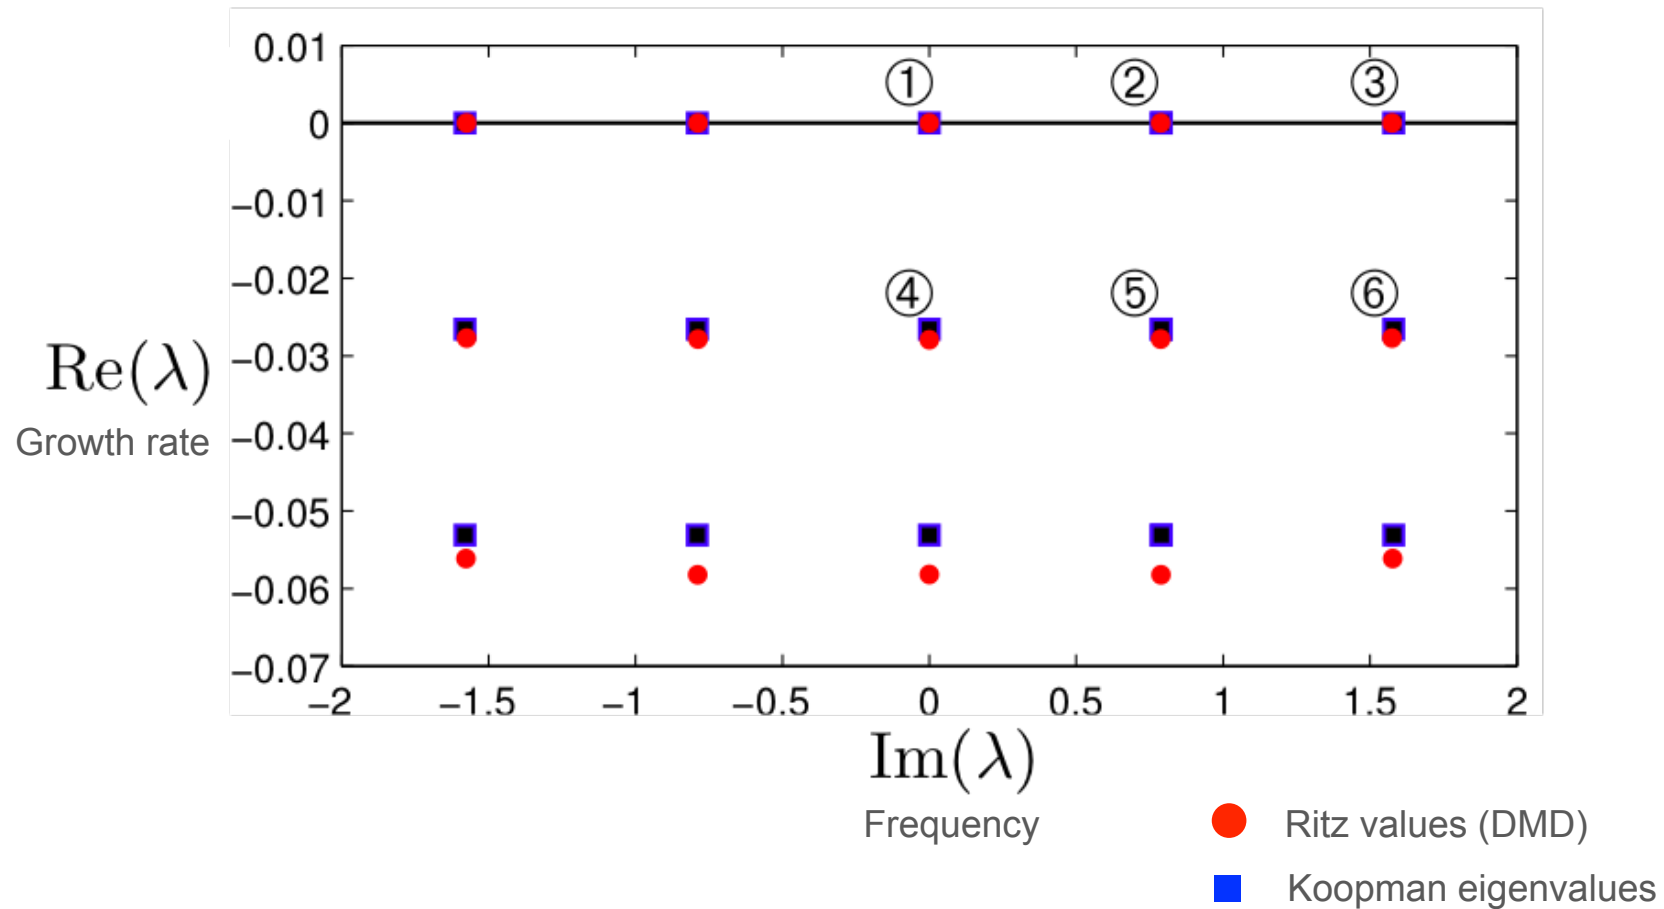 0.01
① ② ③
0
−0.01
−0.02
④ ⑤ ⑥
Re(λ)
−0.03
Growth rate
−0.04
−0.05
−0.06
−0.07
−2 −1.5 −1 −0.5 0 0.5 1 1.5 2
Im(λ)
Frequency
Ritz values (DMD)
Koopman eigenvalues